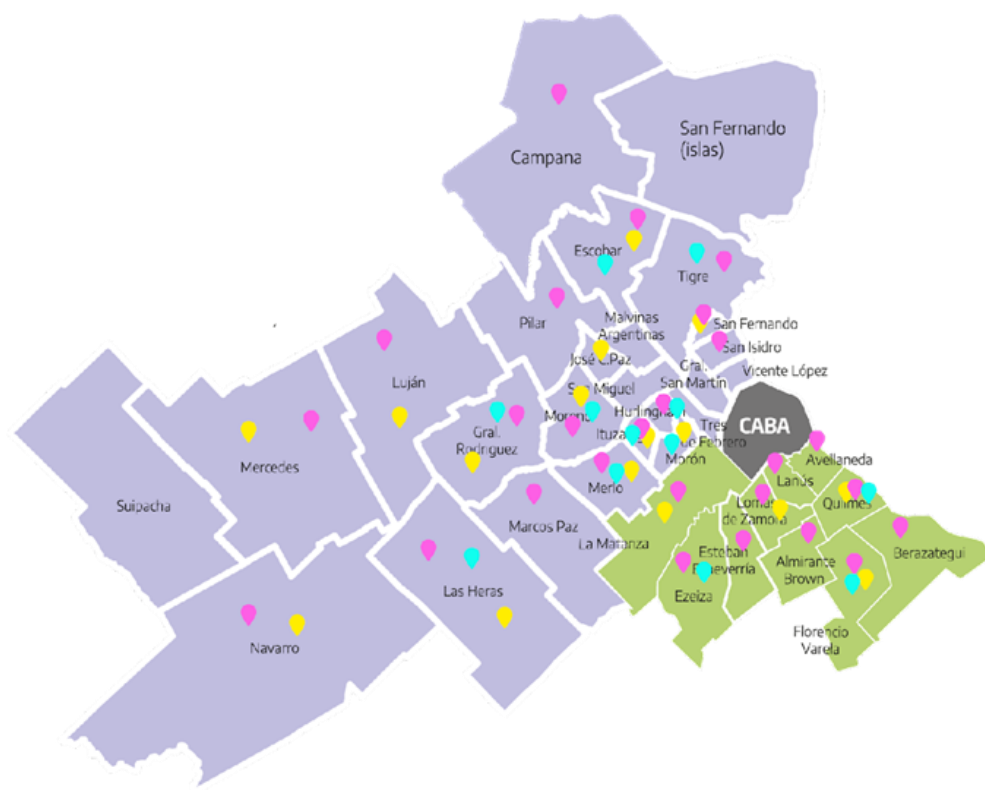 San Fernando
(islas)
Campana
Escobar
Tigre
Pilar
Malvinas
Argentinas
San Fernando
José C.Paz
San Isidro
Gral.
San Martín
Vicente López
Luján
San Miguel
Moreno
Hurlingham
Gral.
Rodriguez
Tres
de Febrero
CABA
Morón
Avellaneda
Mercedes
Lanús
Merlo
Suipacha
Marcos Paz
Lomas
de Zamora
Quilmes
La Matanza
Esteban
Echeverría
Almirante
Brown
Berazategui
Las Heras
Ezeiza
Florencio
Varela
Navarro